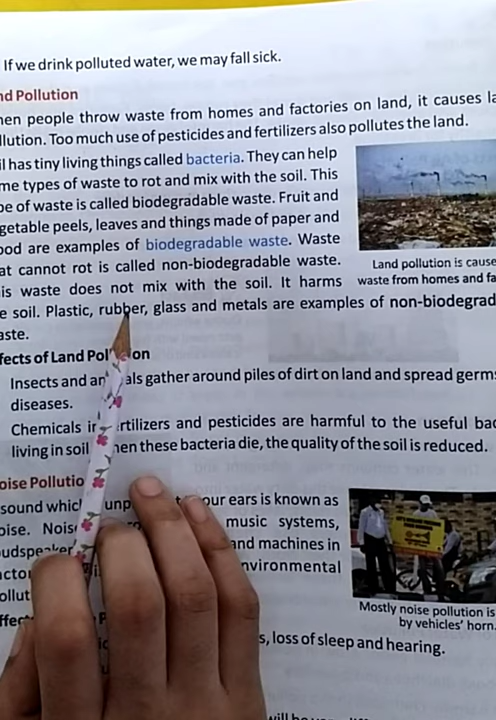 If we drink polluted water, we may fall sick.
nd Pollution
hen people throw waste from homes and factories on land, it causes la
llution. Too much use of pesticides and fertilizers also pollutes the land.
il has tiny living things called bacteria. They can help
me types of waste to rot and mix with the soil. This
pe of waste is called biodegradable waste. Fruit and
getable peels, leaves and things made of paper and
ood are examples of biodegradable waste. Waste
at cannot rot is called non-biodegradable waste.
is waste does not mix with the soil. It harms
e soil. Plastic, rubber, glass and metals are examples of non-biodegrad
aste.
Land pollution is cause
waste from homes and fa
fects of Land Pol on
Insects and an als gather around piles of dirt on land and spread germs
diseases.
Chemicals in rtilizers and pesticides are harmful to the useful bac
living in soil hen these bacteria die, the quality of the soil is reduced.
oise Pollutio
sound which unp t to our ears is known as
oise. Nois music systems,
udspeaker and machines in
acto nvironmental
ollut
Mostly noise pollution is
by vehicles' horn.
ffec P
s, loss of sleep and hearing.